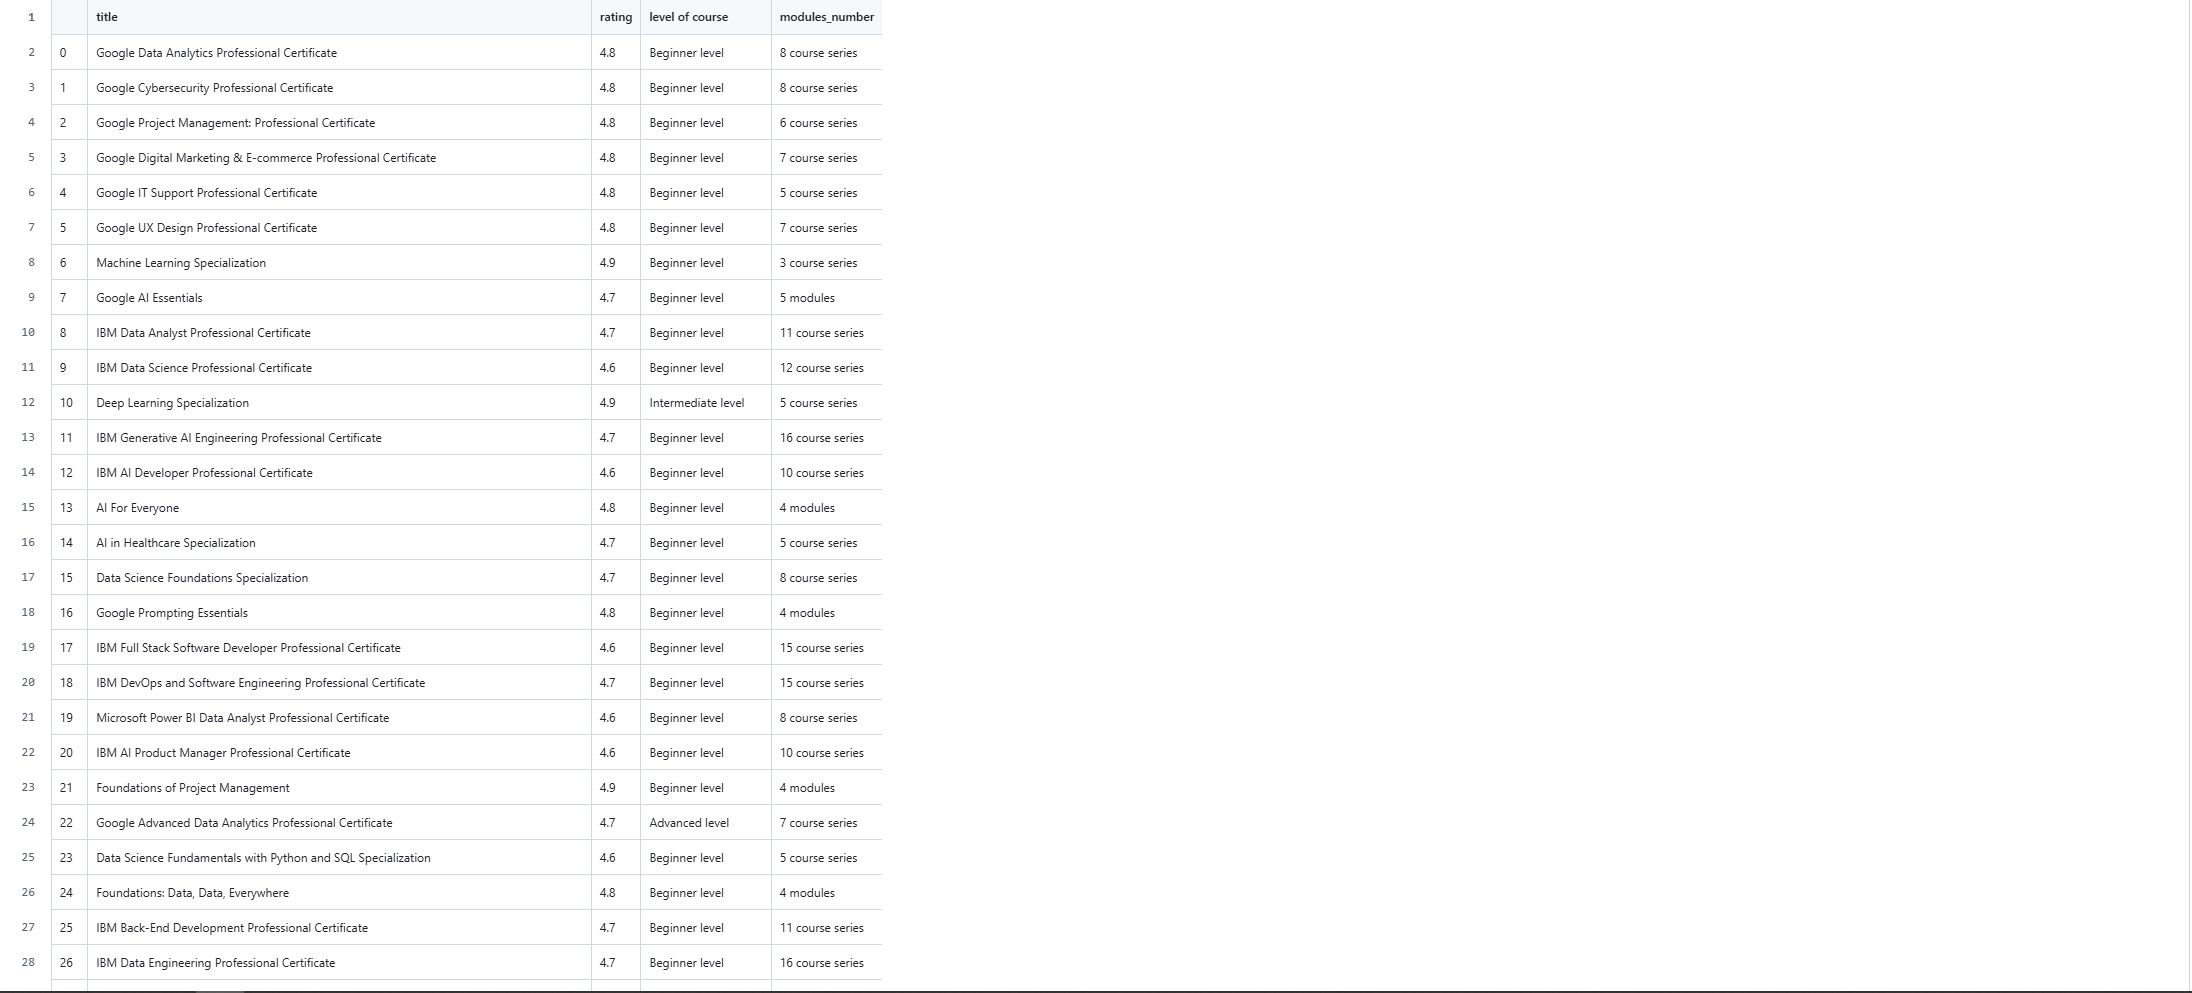 1 title rating level of course modules_number
2 0 Google Data Analytics Professional Certificate 4.8 Beginner level 8 course series
3 1 Google Cybersecurity Professional Certificate 4.8 Beginner level 8 course series
4 2 Google Project Management: Professional Certificate 4.8 Beginner level 6 course series
5 3 Google Digital Marketing & E-commerce Professional Certificate 4.8 Beginner level 7 course series
6 4 Google IT Support Professional Certificate 4.8 Beginner level 5 course series
7 5 Google UX Design Professional Certificate 4.8 Beginner level 7 course series
8 6 Machine Learning Specialization 4.9 Beginner level 3 course series
9 7 Google AI Essentials 4.7 Beginner level 5 modules
10 8 IBM Data Analyst Professional Certificate 4.7 Beginner level 11 course series
11 9 IBM Data Science Professional Certificate 4.6 Beginner level 12 course series
12 10 Deep Learning Specialization 4.9 Intermediate level 5 course series
13 11 IBM Generative AI Engineering Professional Certificate 4.7 Beginner level 16 course series
14 12 IBM AI Developer Professional Certificate 4.6 Beginner level 10 course series
15 13 AI For Everyone 4.8 Beginner level 4 modules
16 14 AI in Healthcare Specialization 4.7 Beginner level 5 course series
17 15 Data Science Foundations Specialization 4.7 Beginner level 8 course series
18 16 Google Prompting Essentials 4.8 Beginner level 4 modules
19 17 IBM Full Stack Software Developer Professional Certificate 4.6 Beginner level 15 course series
20 18 IBM DevOps and Software Engineering Professional Certificate 4.7 Beginner level 15 course series
21 19 Microsoft Power BI Data Analyst Professional Certificate 4.6 Beginner level 8 course series
22 20 IBM AI Product Manager Professional Certificate 4.6 Beginner level 10 course series
23 21 Foundations of Project Management 4.9 Beginner level 4 modules
24 22 Google Advanced Data Analytics Professional Certificate 4.7 Advanced level 7 course series
25 23 Data Science Fundamentals with Python and SQL Specialization 4.6 Beginner level 5 course series
26 24 Foundations: Data, Data, Everywhere 4.8 Beginner level 4 modules
27 25 IBM Back-End Development Professional Certificate 4.7 Beginner level 11 course series
28 26 IBM Data Engineering Professional Certificate 4.7 Beginner level 16 course series